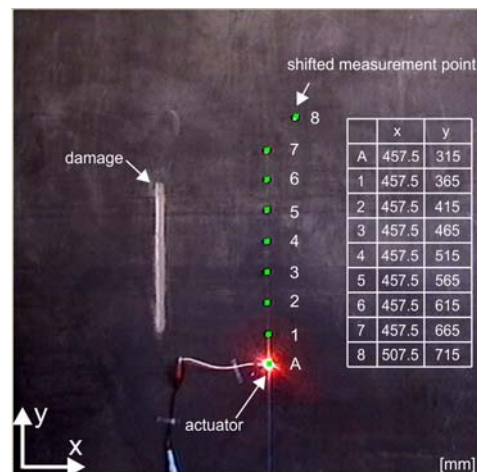 shifted measurement point
8
7
damage
6
5
4
3
2
1
A
actuator
y
x
x y
A 457.5 315
1 457.5 365
2 457.5 415
3 457.5 465
4 457.5 515
5 457.5 565
6 457.5 615
7 457.5 665
8 507.5 715
[mm]